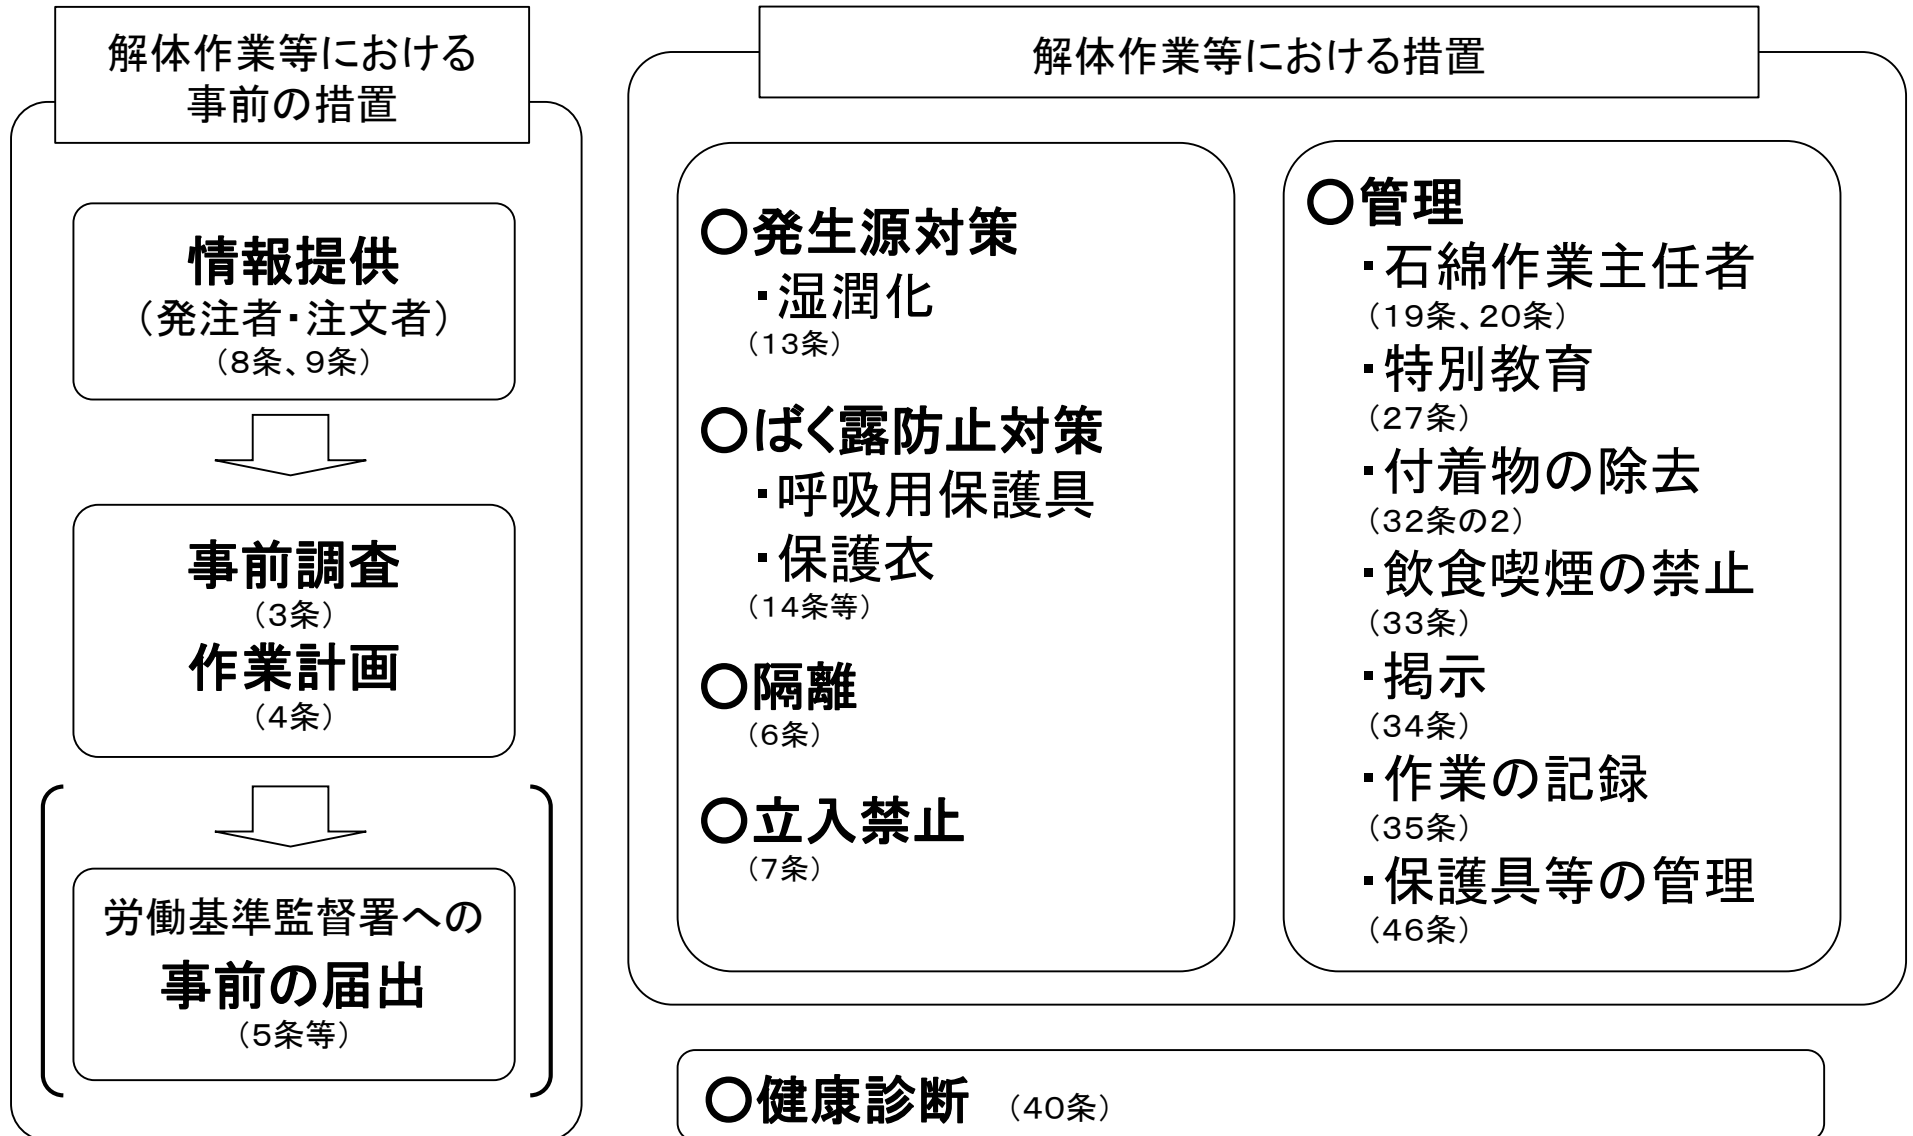 解体作業等における
事前の措置
情報提供
（発注者・注文者）
（8条、9条）
事前調査
（3条）
作業計画
（4条）
労働基準監督署への
事前の届出
（5条等）
解体作業等における措置
○発生源対策
・湿潤化
（13条）
○ばく露防止対策
・呼吸用保護具
・保護衣
（14条等）
○隔離
（6条）
○立入禁止
（7条）
○管理
・石綿作業主任者
（19条、20条）
・特別教育
（27条）
・付着物の除去
（32条の2）
・飲食喫煙の禁止
（33条）
・掲示
（34条）
・作業の記録
（35条）
・保護具等の管理
（46条）
○健康診断 （40条）